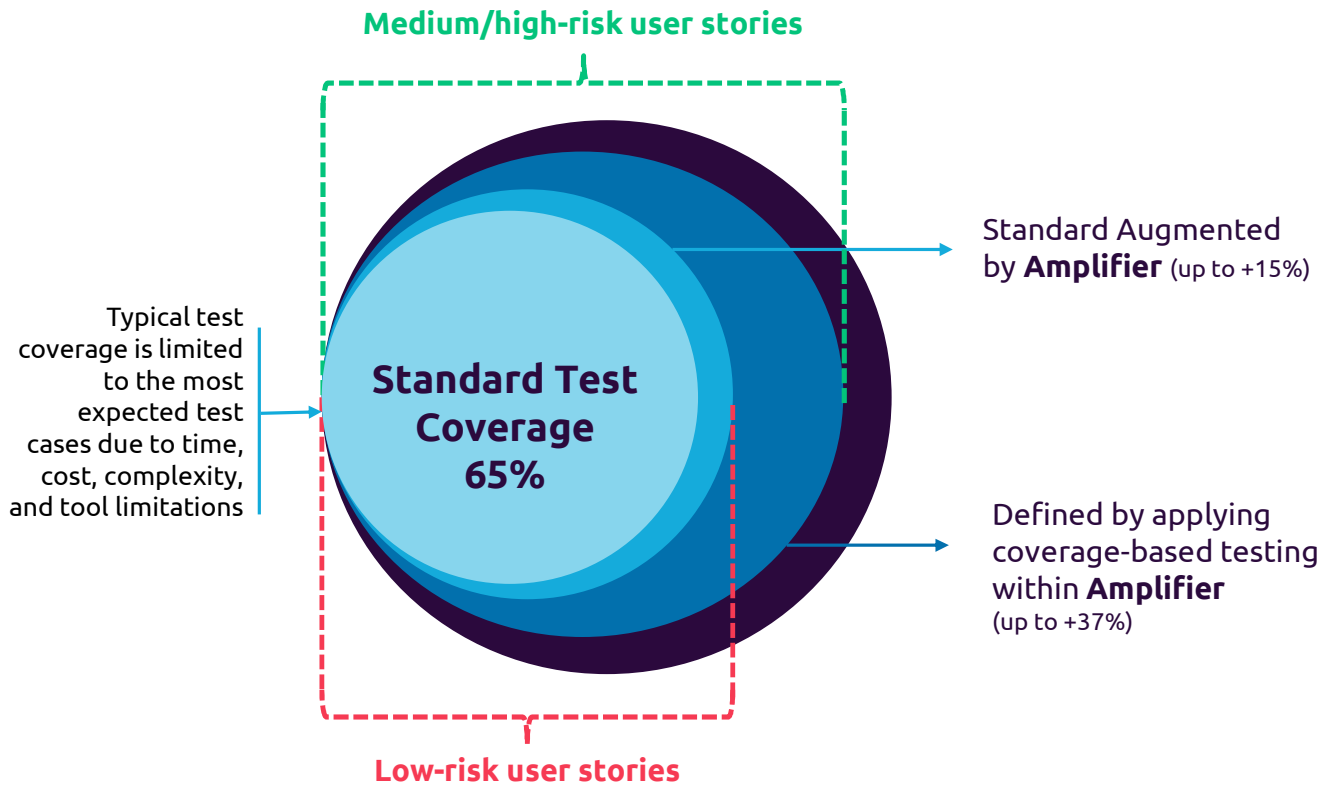 Medium/high-risk user stories
Standard Augmented
by Amplifier (up to +15%)
Typical test
coverage is limited
to the most
expected test
cases due to time,
cost, complexity,
and tool limitations
Standard Test
Coverage
65%
Defined by applying
coverage-based testing
within Amplifier
(up to +37%)
Low-risk user stories